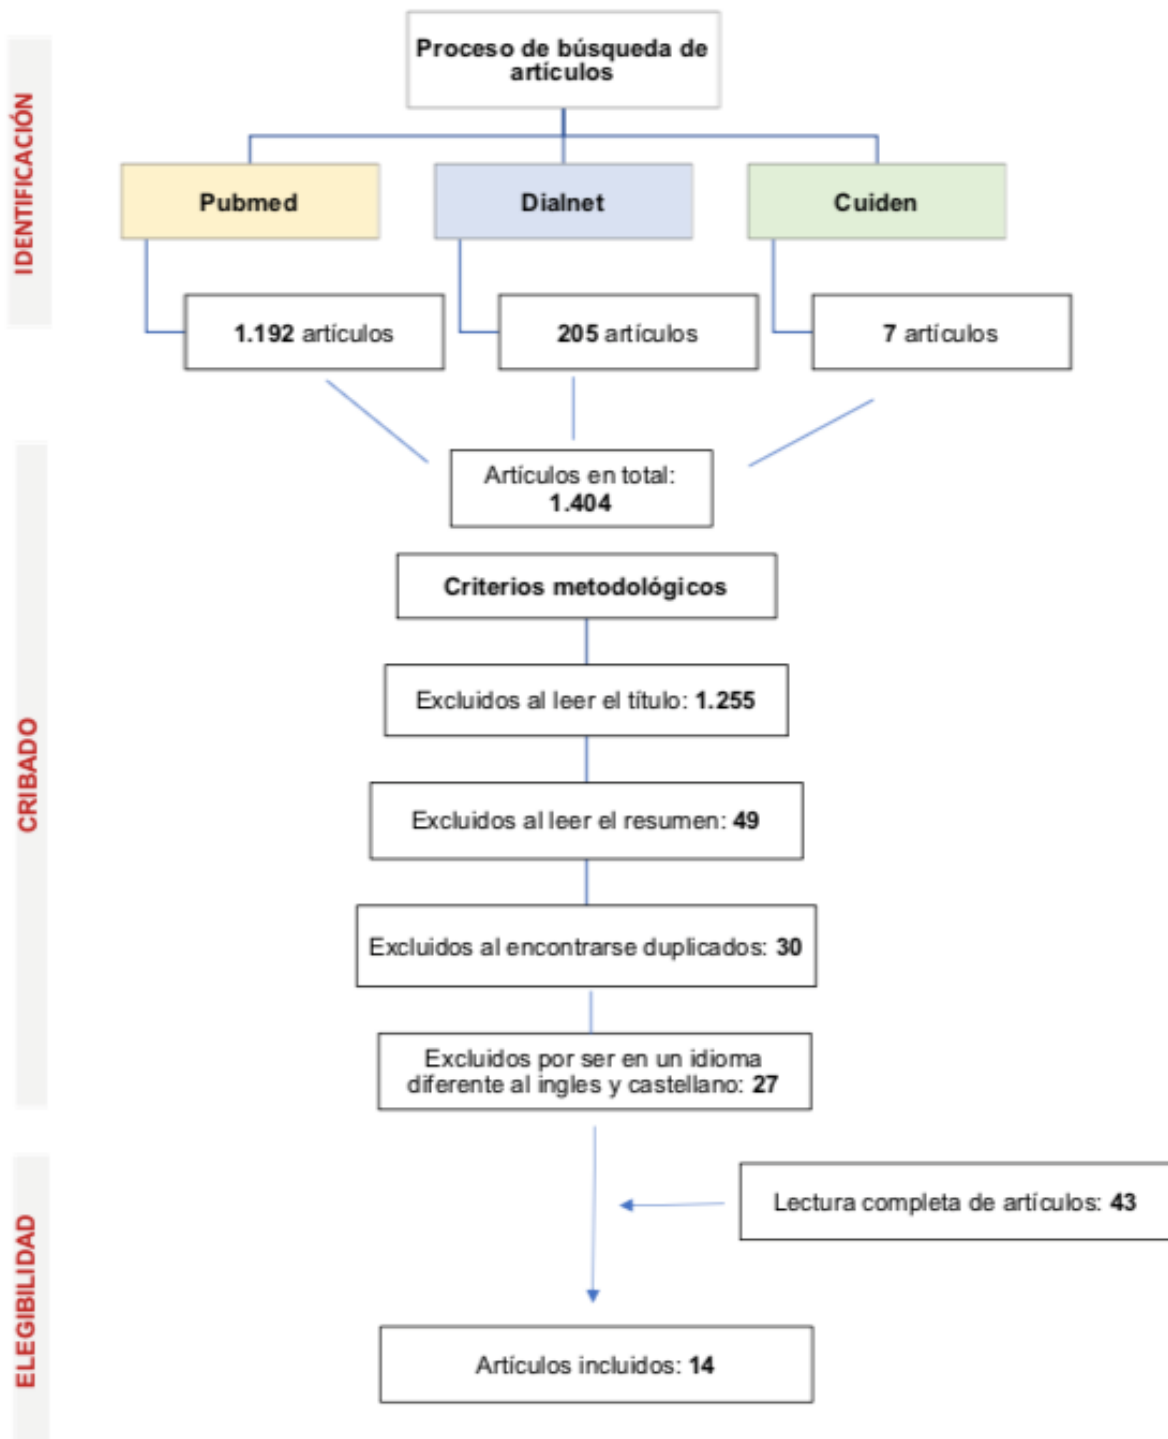 IDENTIFICACIÓN
Proceso de búsqueda de
artículos
Pubmed
Dialnet
Cuiden
1.192 artículos
205 artículos
7 artículos
CRIBADO
Artículos en total:
1.404
Criterios metodológicos
Excluidos al leer el título: 1.255
Excluidos al leer el resumen: 49
Excluidos al encontrarse duplicados: 30
Excluidos por ser en un idioma
diferente al ingles y castellano: 27
ELEGIBILIDAD
Lectura completa de artículos: 43
Artículos incluidos: 14